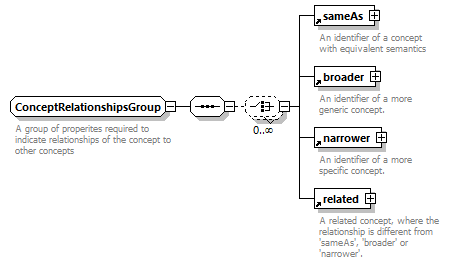 sameAs
An identifier of a concept
with equivalent semantics
broader
An identifier of a more
generic concept.
ConceptRelationshipsGroup
A group of properites required to
indicate relationships of the concept to
other concepts
0..∞
narrower
An identifier of a more
specific concept.
related
A related concept, where the
relationship is different from
'sameAs', 'broader' or
'narrower'.